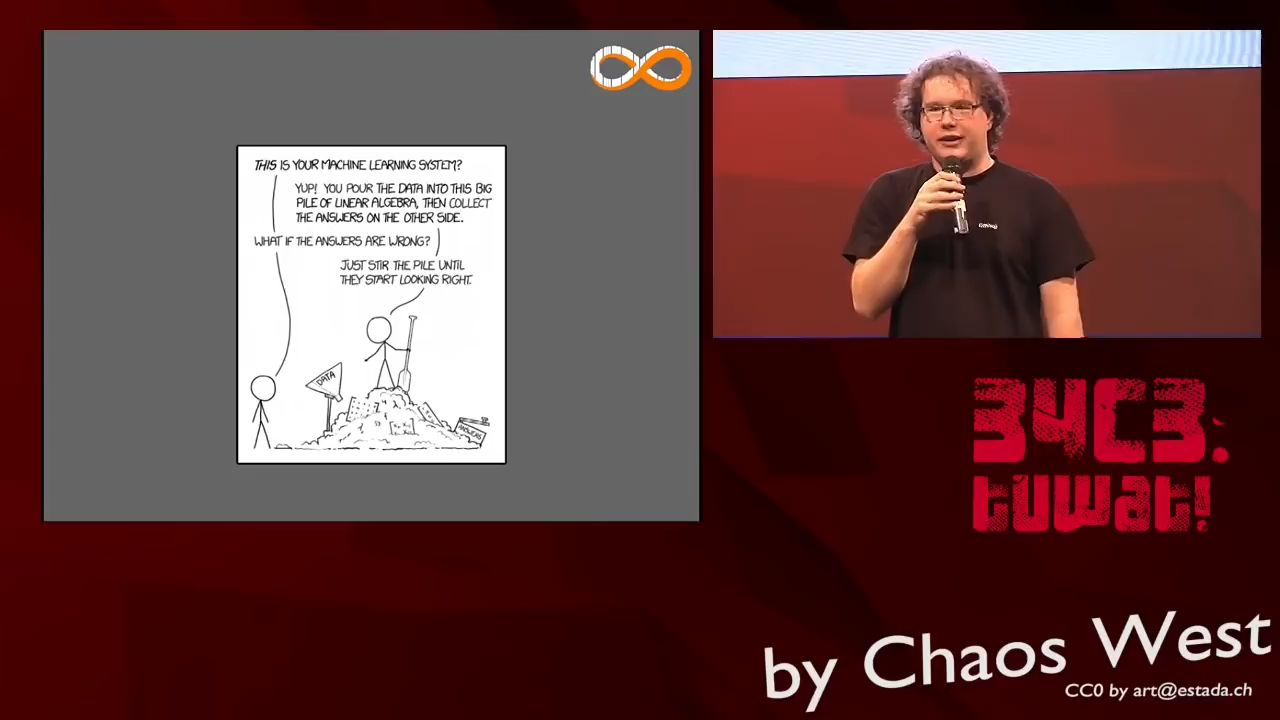 THIS IS YOUR MACHINE LEARNING SYSTEM?
YUP! YOU POUR THE DATA INTO THIS BIG
PILE OF LINEAR ALGEBRA, THEN COLLECT
THE ANSWERS ON THE OTHER SIDE.
WHAT IF THE ANSWERS ARE WRONG?
JUST STIR THE PILE UNTIL
THEY START LOOKING RIGHT.
DATA
ANSWERS
34C3:
tuwat!
by Chaos West
CC0 by art@estada.ch